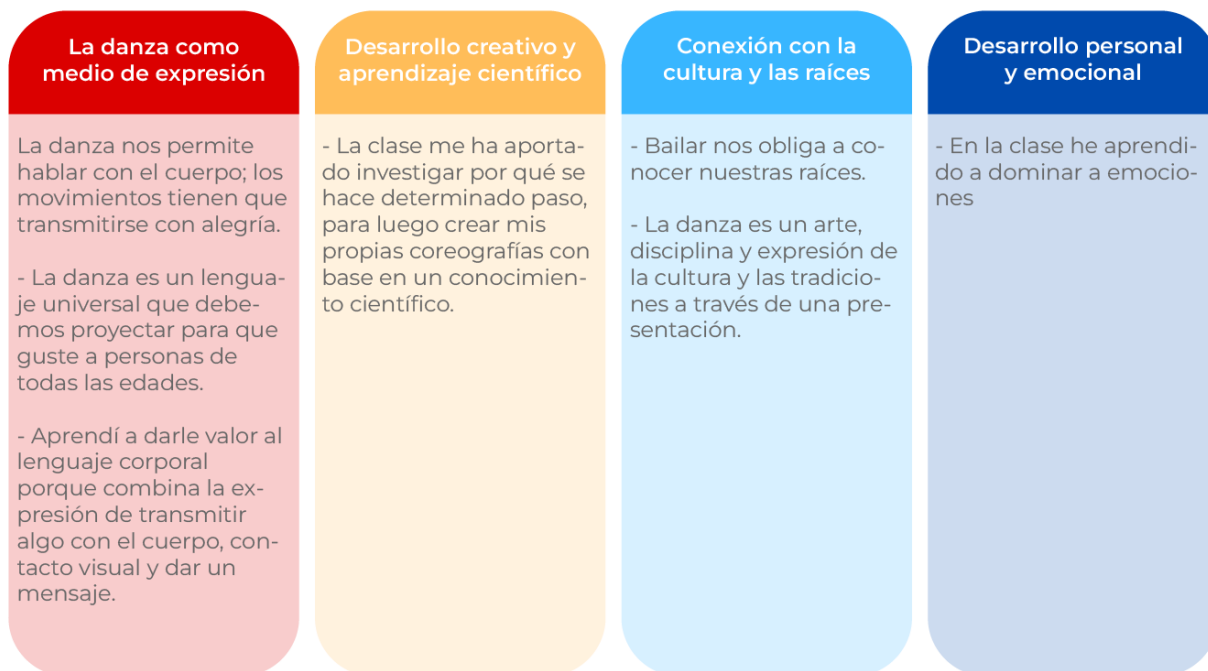 La danza como
medio de expresión
La danza nos permite
hablar con el cuerpo; los
movimientos tienen que
transmitirse con alegría.
- La danza es un lengua-
je universal que debe-
mos proyectar para que
guste a personas de
todas las edades.
- Aprendí a darle valor al
lenguaje corporal
porque combina la ex-
presión de transmitir
algo con el cuerpo, con-
tacto visual y dar un
mensaje.
Desarrollo creativo y
aprendizaje científico
- La clase me ha aporta-
do investigar por qué se
hace determinado paso,
para luego crear mis
propias coreografías con
base en un conocimien-
to científico.
Conexión con la
cultura y las raíces
- Bailar nos obliga a co-
nocer nuestras raíces.
- La danza es un arte,
disciplina y expresión de
la cultura y las tradicio-
nes a través de una pre-
sentación.
Desarrollo personal
y emocional
- En la clase he aprendi-
do a dominar a emocio-
nes